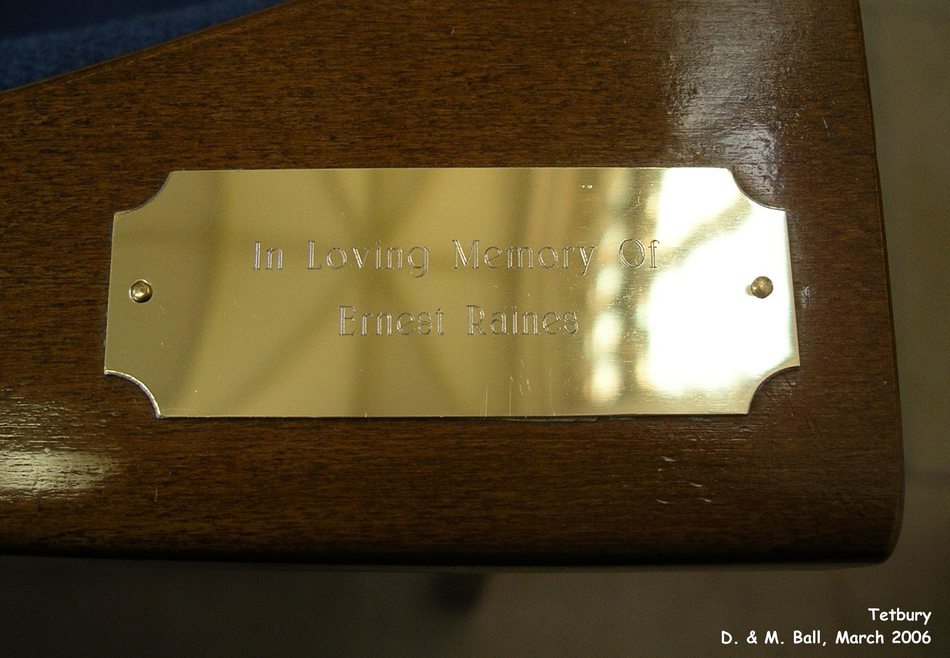 In Loving Memory Of
Ernest Raines
Tetbury
D. & M. Ball, March 2006